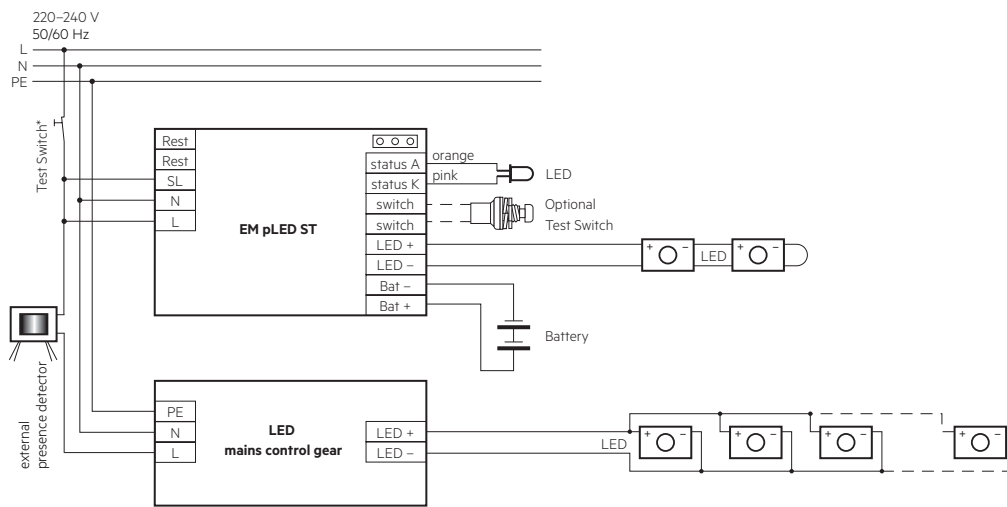 220–240 V
50/60 Hz
L
N
PE
Test Switch*
Rest
Rest
SL
N
L
EM pLED ST
status A
status K
switch
switch
LED +
LED –
Bat –
Bat +
orange
pink
LED
Optional
Test Switch
+ –
LED
+ –
Battery
external
presence detector
PE
N
L
LED
mains control gear
LED +
LED –
LED
+ –
+ –
+ –
+ –